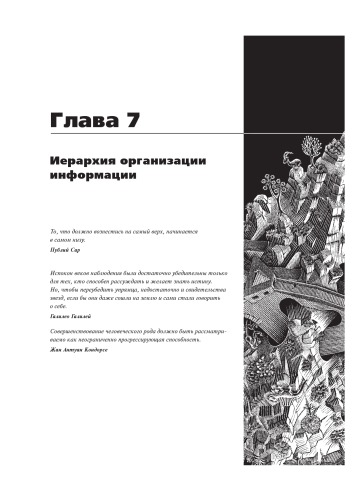 Глава 7
Иерархия организации
информации
То, что должно вознестись на самый верх, начинается
в самом низу.
Публий Сир
Испокон веков наблюдения были достаточно убедительны только
для тех, кто способен рассуждать и желает знать истину.
Но, чтобы переубедить упрямца, недостаточно и свидетельства
звезд, если бы они даже сошли на землю и сами стали говорить
о себе.
Галилео Галилей
Совершенствование человеческого рода должно быть рассматри-
ваемо как неограниченно прогрессирующая способность.
Жан Антуан Кондорсе